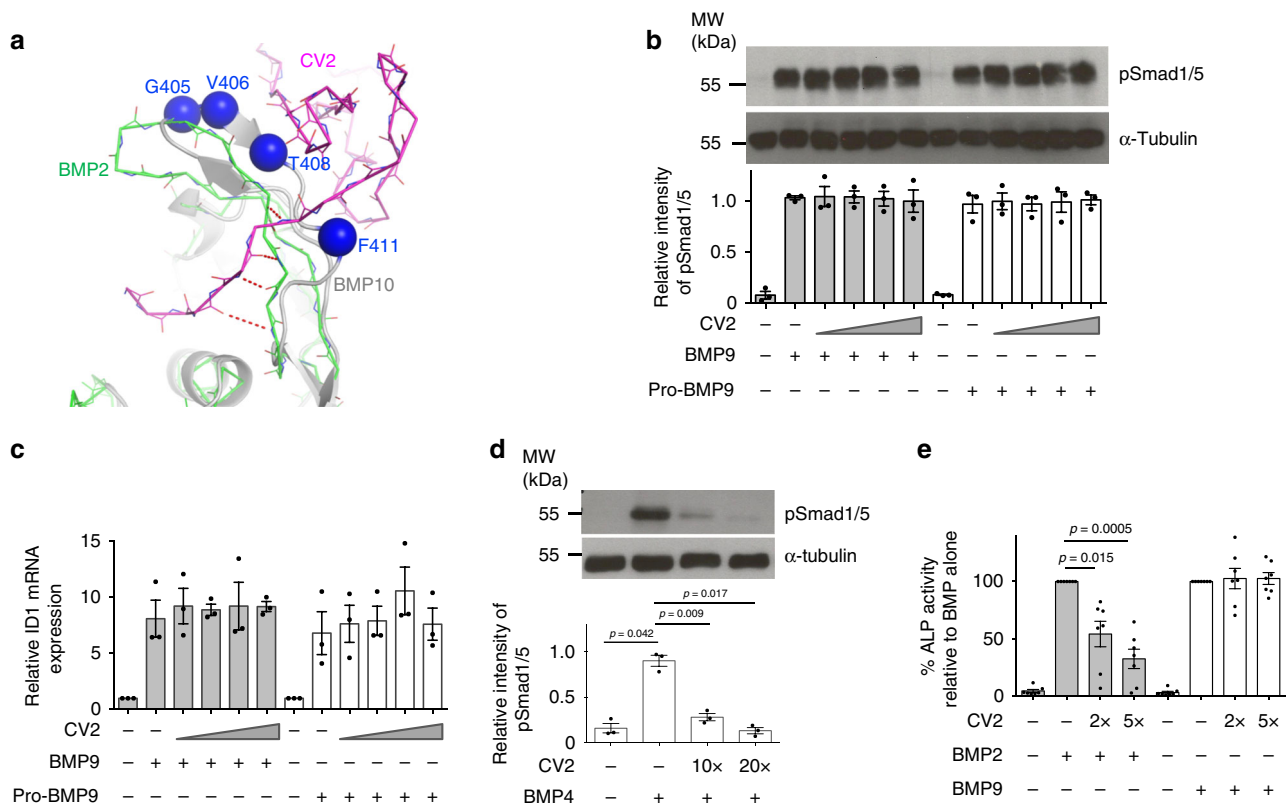 a
CV2
G405
V406
T408
BMP2
F411
BMP10
b
MW
(kDa)
55
pSmad1/5
55
α-Tubulin
Relative intensity
of pSmad1/5
1.0
0.5
0
CV2 – – –
BMP9 – + + + + + – – – – – –
Pro-BMP9 – – – – – – – + + + + +
c
Relative ID1 mRNA
expression
15
10
5
0
CV2 – – – –
BMP9 – + + + + + – – – – – –
Pro-BMP9 – – – – – – – + + + + +
d
MW
(kDa)
55
pSmad1/5
55
α-tubulin
p = 0.017
p = 0.009
p = 0.042
Relative intensity of
pSmad1/5
1.0
0.5
0
CV2 – – 10× 20×
BMP4 – + + +
e
p = 0.0005
p = 0.015
% ALP activity
relative to BMP alone
100
50
0
CV2 – – 2× 5× – – 2× 5×
BMP2 – + + + – – – –
BMP9 – – – – – + + +